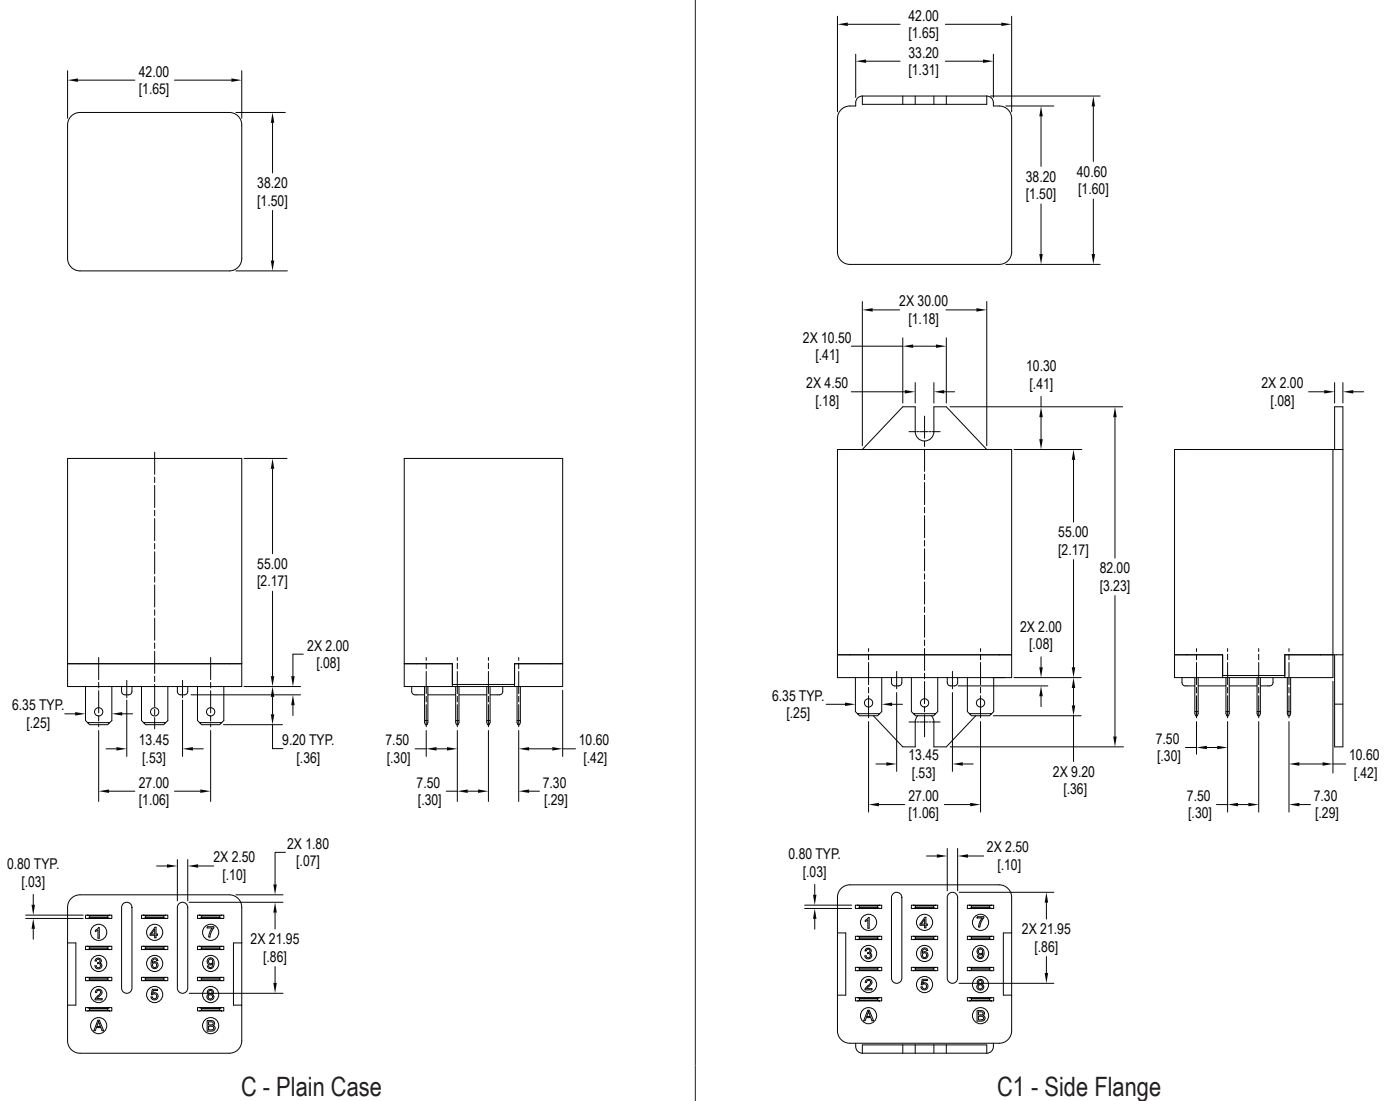 42.00
[1.65]
38.20
[1.50]
55.00
[2.17]
2X 2.00
[.08]
6.35 TYP.
[.25]
13.45
[.53]
9.20 TYP.
[.36]
27.00
[1.06]
7.50
[.30]
10.60
[.42]
7.50
[.30]
7.30
[.29]
0.80 TYP.
[.03]
2X 2.50
[.10]
2X 1.80
[.07]
2X 21.95
[.86]
1 4 7
3 6 9
2 5 8
A B
C - Plain Case
42.00
[1.65]
33.20
[1.31]
38.20
[1.50]
40.60
[1.60]
2X 30.00
[1.18]
2X 10.50
[.41]
2X 4.50
[.18]
10.30
[.41]
2X 2.00
[.08]
55.00
[2.17]
82.00
[3.23]
2X 2.00
[.08]
6.35 TYP.
[.25]
13.45
[.53]
2X 9.20
[.36]
27.00
[1.06]
7.50
[.30]
10.60
[.42]
7.50
[.30]
7.30
[.29]
0.80 TYP.
[.03]
2X 2.50
[.10]
2X 21.95
[.86]
1 4 7
3 6 9
2 5 8
A B
C1 - Side Flange